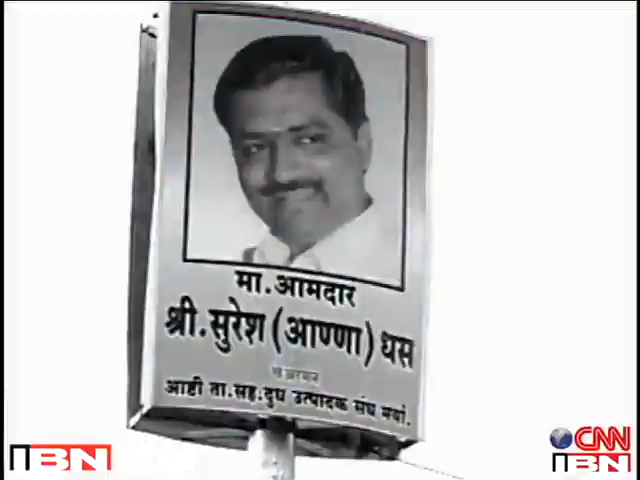 मा. आमदार
श्री. सुरेश (आण्णा) धस
आष्टी ता. सह. दुध उत्पादक संघ मर्या.
IBN
CNN
IBN